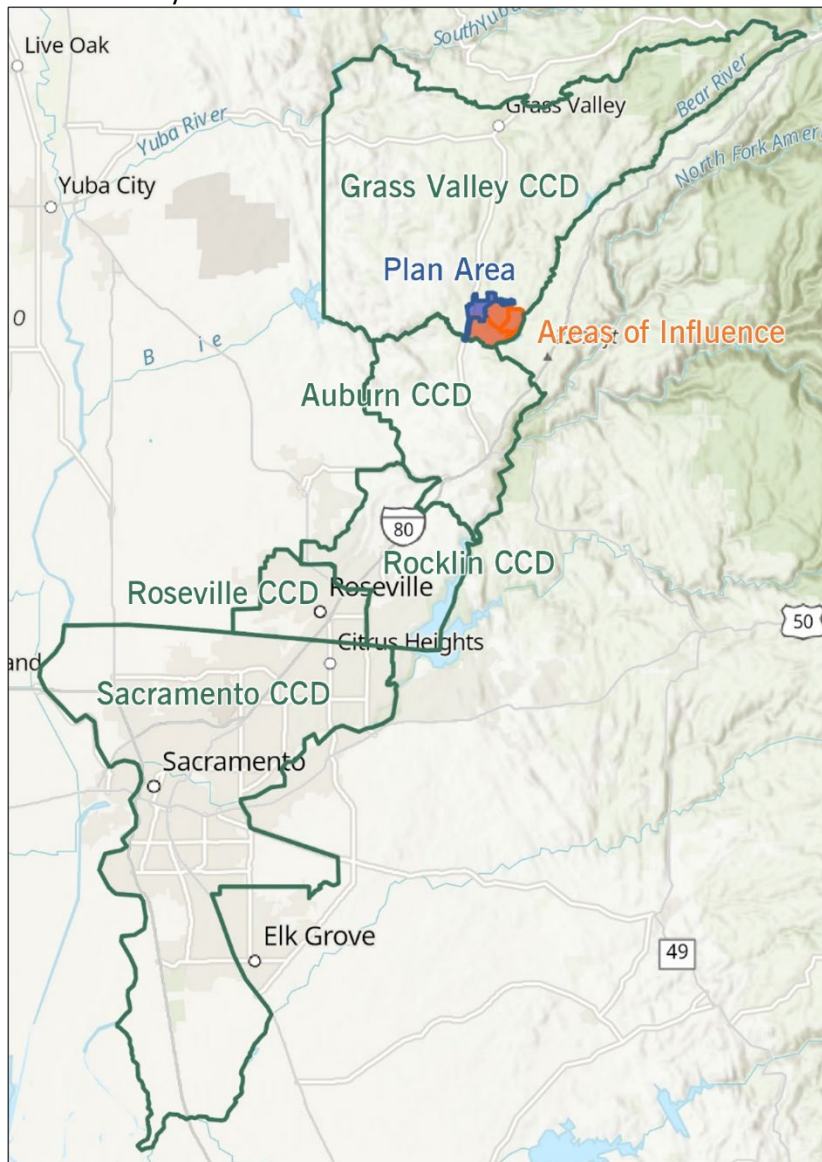 Live Oak
South Yuba
Grass Valley
Bear River
Yuba River
North Fork Amer
Yuba City
Grass Valley CCD
Plan Area
o
Areas of Influence
B ie
Auburn CCD
80
Rocklin CCD
Roseville CCD
Roseville
50
Citrus Heights
and
Sacramento CCD
Sacramento
Elk Grove
49